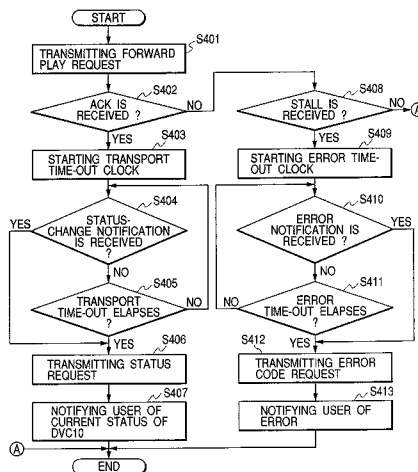 START
S401
TRANSMITTING FORWARD
PLAY REQUEST
S402
ACK IS
RECEIVED ?
NO
YES
S403
STARTING TRANSPORT
TIME-OUT CLOCK
S404
YES
STATUS-
CHANGE NOTIFICATION
IS RECEIVED
?
NO
S405
TRANSPORT
TIME-OUT ELAPSES
?
NO
YES
S406
TRANSMITTING STATUS
REQUEST
S407
NOTIFYING USER OF
CURRENT STATUS OF
DVC10
A
END
S408
STALL IS
RECEIVED ?
NO
A
YES
S409
STARTING ERROR TIME-
OUT CLOCK
S410
ERROR
NOTIFICATION IS
RECEIVED ?
YES
NO
S411
ERROR
TIME-OUT ELAPSES
?
NO
YES
S412
TRANSMITTING ERROR
CODE REQUEST
S413
NOTIFYING USER OF
ERROR